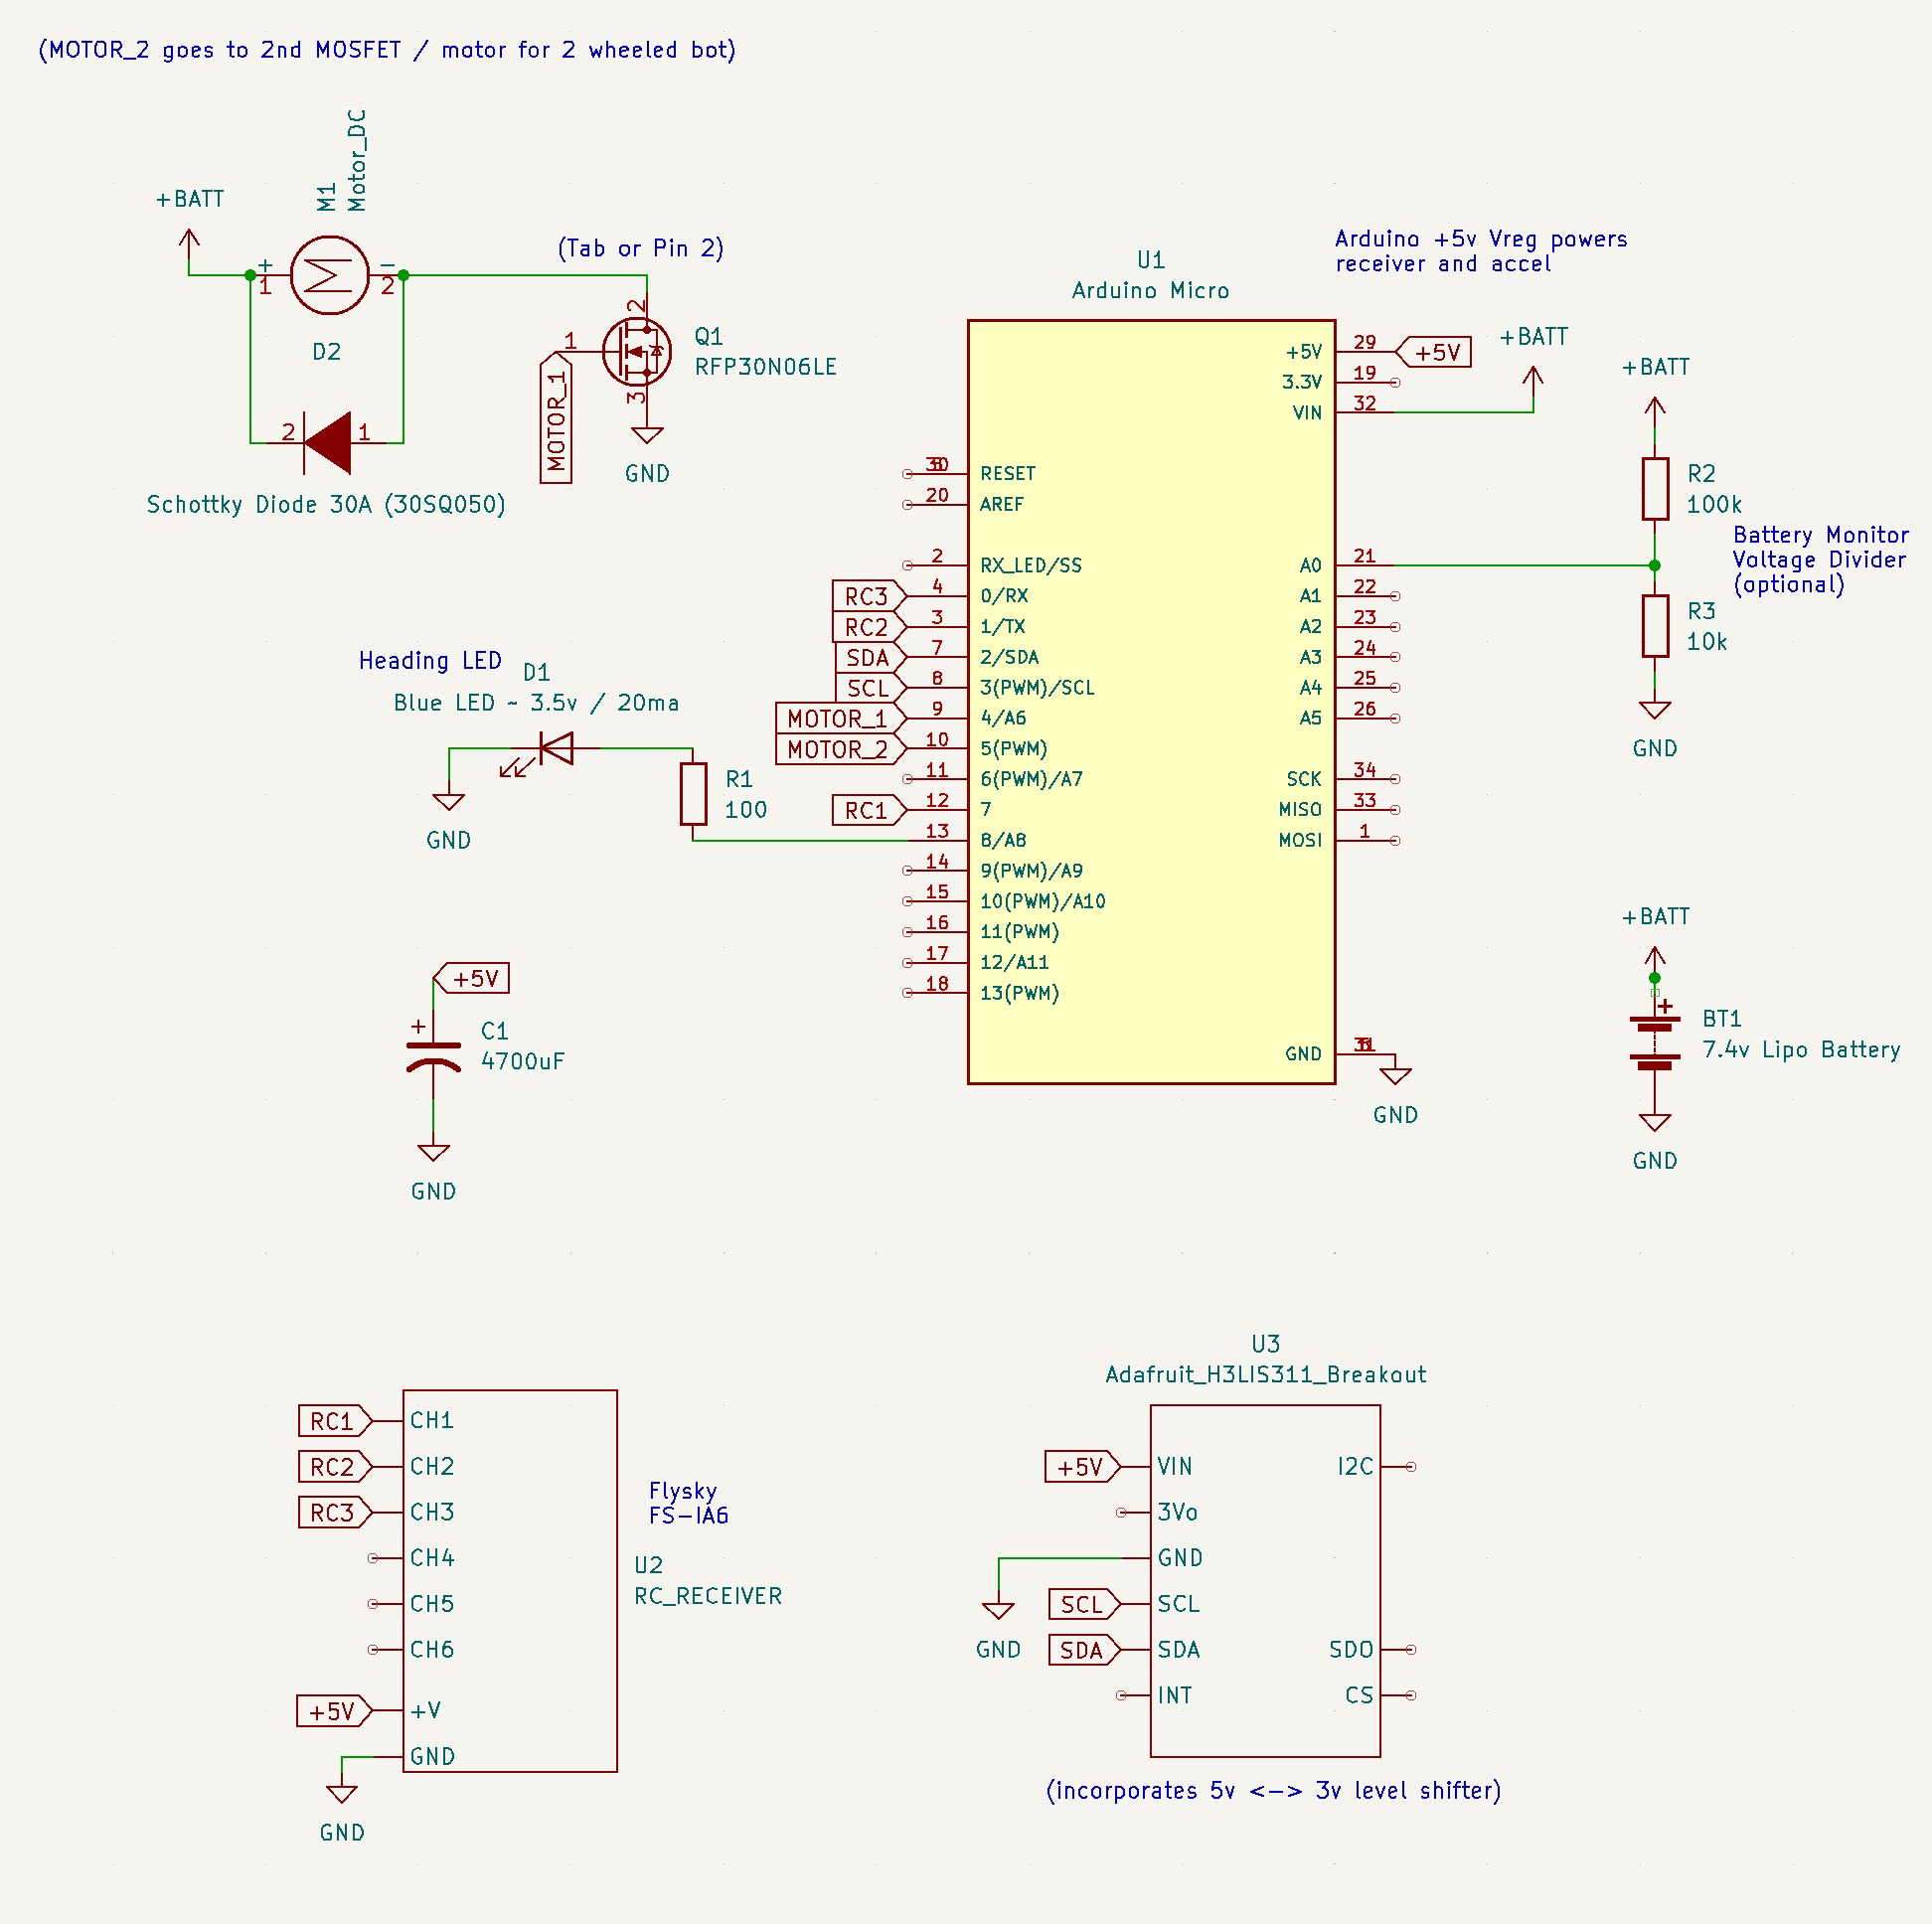 (MOTOR_2 goes to 2nd MOSFET / motor for 2 wheeled bot)
M1
Motor_DC
+BATT
+
1
−
2
(Tab or Pin 2)
D2
2
1
Schottky Diode 30A (30SQ050)
1
2
3
Q1
RFP30N06LE
MOTOR_1
GND
U1
Arduino Micro
Arduino +5v Vreg powers
receiver and accel
+5V
29
+5V
3.3V
19
VIN
32
+BATT
+BATT
R2
100k
Battery Monitor
Voltage Divider
(optional)
R3
10k
GND
RESET
20
AREF
2
RX_LED/SS
RC3
4
0/RX
RC2
3
1/TX
SDA
7
2/SDA
SCL
8
3(PWM)/SCL
MOTOR_1
9
4/A6
MOTOR_2
10
5(PWM)
11
6(PWM)/A7
RC1
12
7
13
8/A8
14
9(PWM)/A9
15
10(PWM)/A10
16
11(PWM)
17
12/A11
18
13(PWM)
A0
21
A1
22
A2
23
A3
24
A4
25
A5
26
SCK
34
MISO
33
MOSI
1
GND
GND
Heading LED
D1
Blue LED ~ 3.5v / 20ma
R1
100
GND
+5V
+
C1
4700uF
GND
+BATT
+
BT1
7.4v Lipo Battery
GND
RC1
CH1
RC2
CH2
RC3
CH3
CH4
CH5
CH6
+5V
+V
GND
GND
Flysky
FS-IA6
U2
RC_RECEIVER
U3
Adafruit_H3LIS311_Breakout
+5V
VIN
I2C
3Vo
GND
GND
SCL
SCL
SDA
SDA
SDO
INT
CS
(incorporates 5v <-> 3v level shifter)